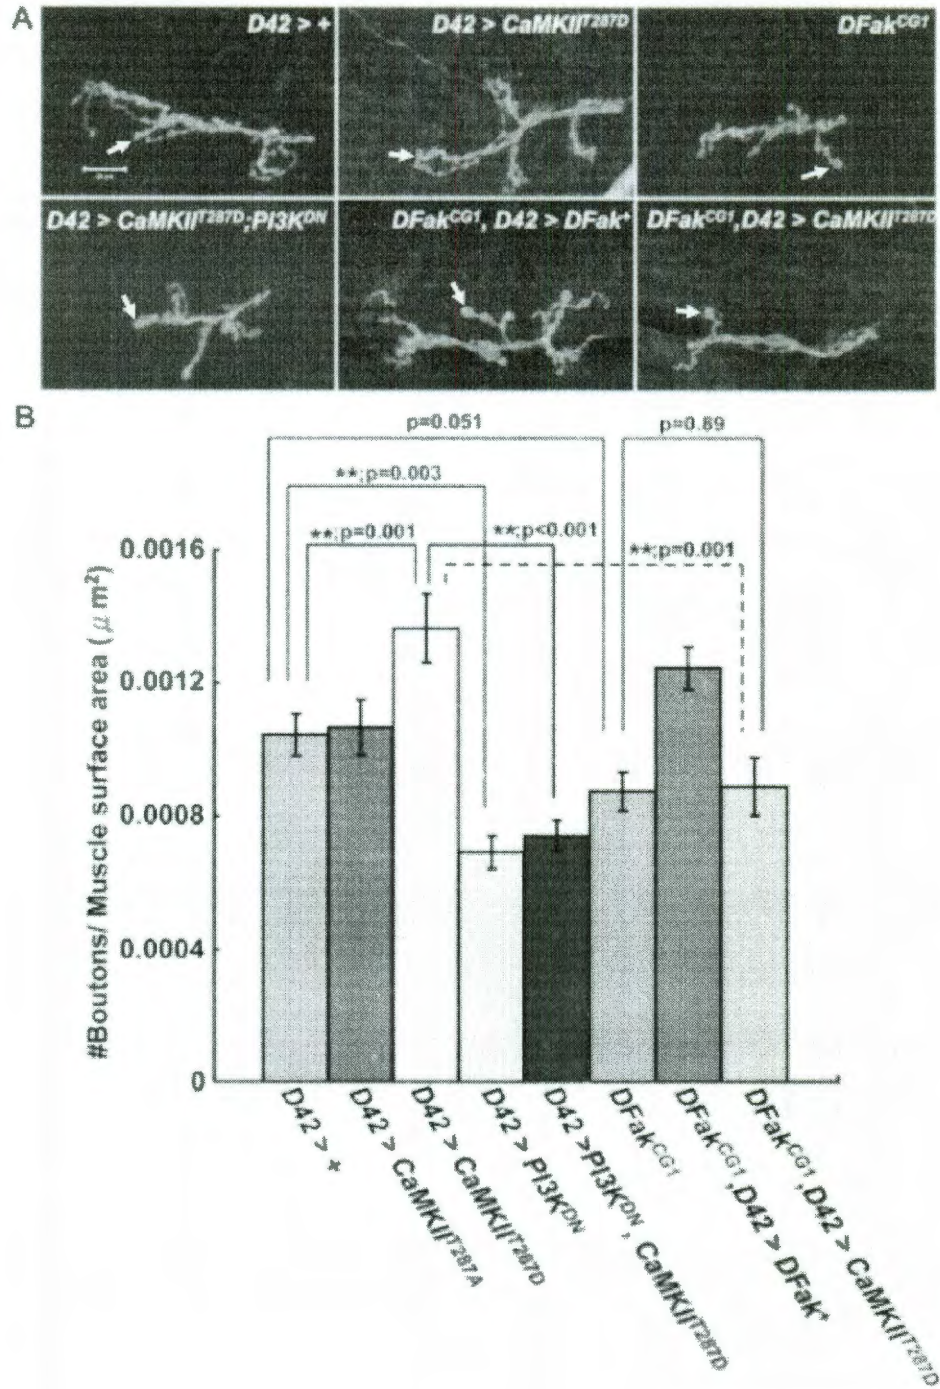 A
D42 > +
D42 > CaMKII^T287D
DFak^CG1
D42 > CaMKII^T287D;PI3K^DN
DFak^CG1, D42 > DFak^+
DFak^CG1,D42 > CaMKII^T287D
B
p=0.051
p=0.89
**;p=0.003
**;p=0.001
**;p<0.001
**;p=0.001
#Boutons/ Muscle surface area (μm²)
0.0016
0.0012
0.0008
0.0004
0
D42 > +
D42 > CaMKII^T287A
D42 > CaMKII^T287D
D42 > PI3K^DN
D42 >PI3K^DN, CaMKII^T287D
DFak^CG1
DFak^CG1,D42 > DFak^+
DFak^CG1,D42 > CaMKII^T287D